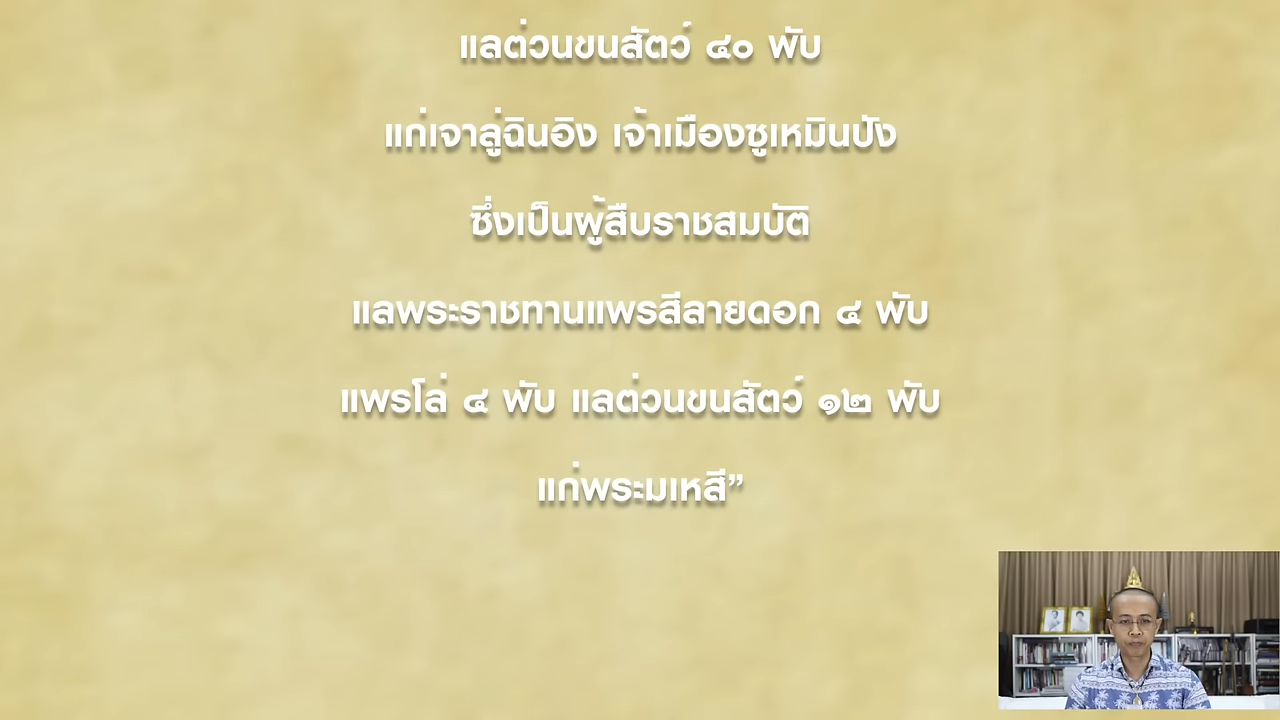 แลต่วนขนสัตว์ ๔๐ พับ
แก่เจาลู่ฉินอิง เจ้าเมืองซูเหมินปัง
ซึ่งเป็นผู้สืบราชสมบัติ
แลพระราชทานแพรสีลายดอก ๔ พับ
แพรโล่ ๔ พับ แลต่วนขนสัตว์ ๑๒ พับ
แก่พระมเหสี”